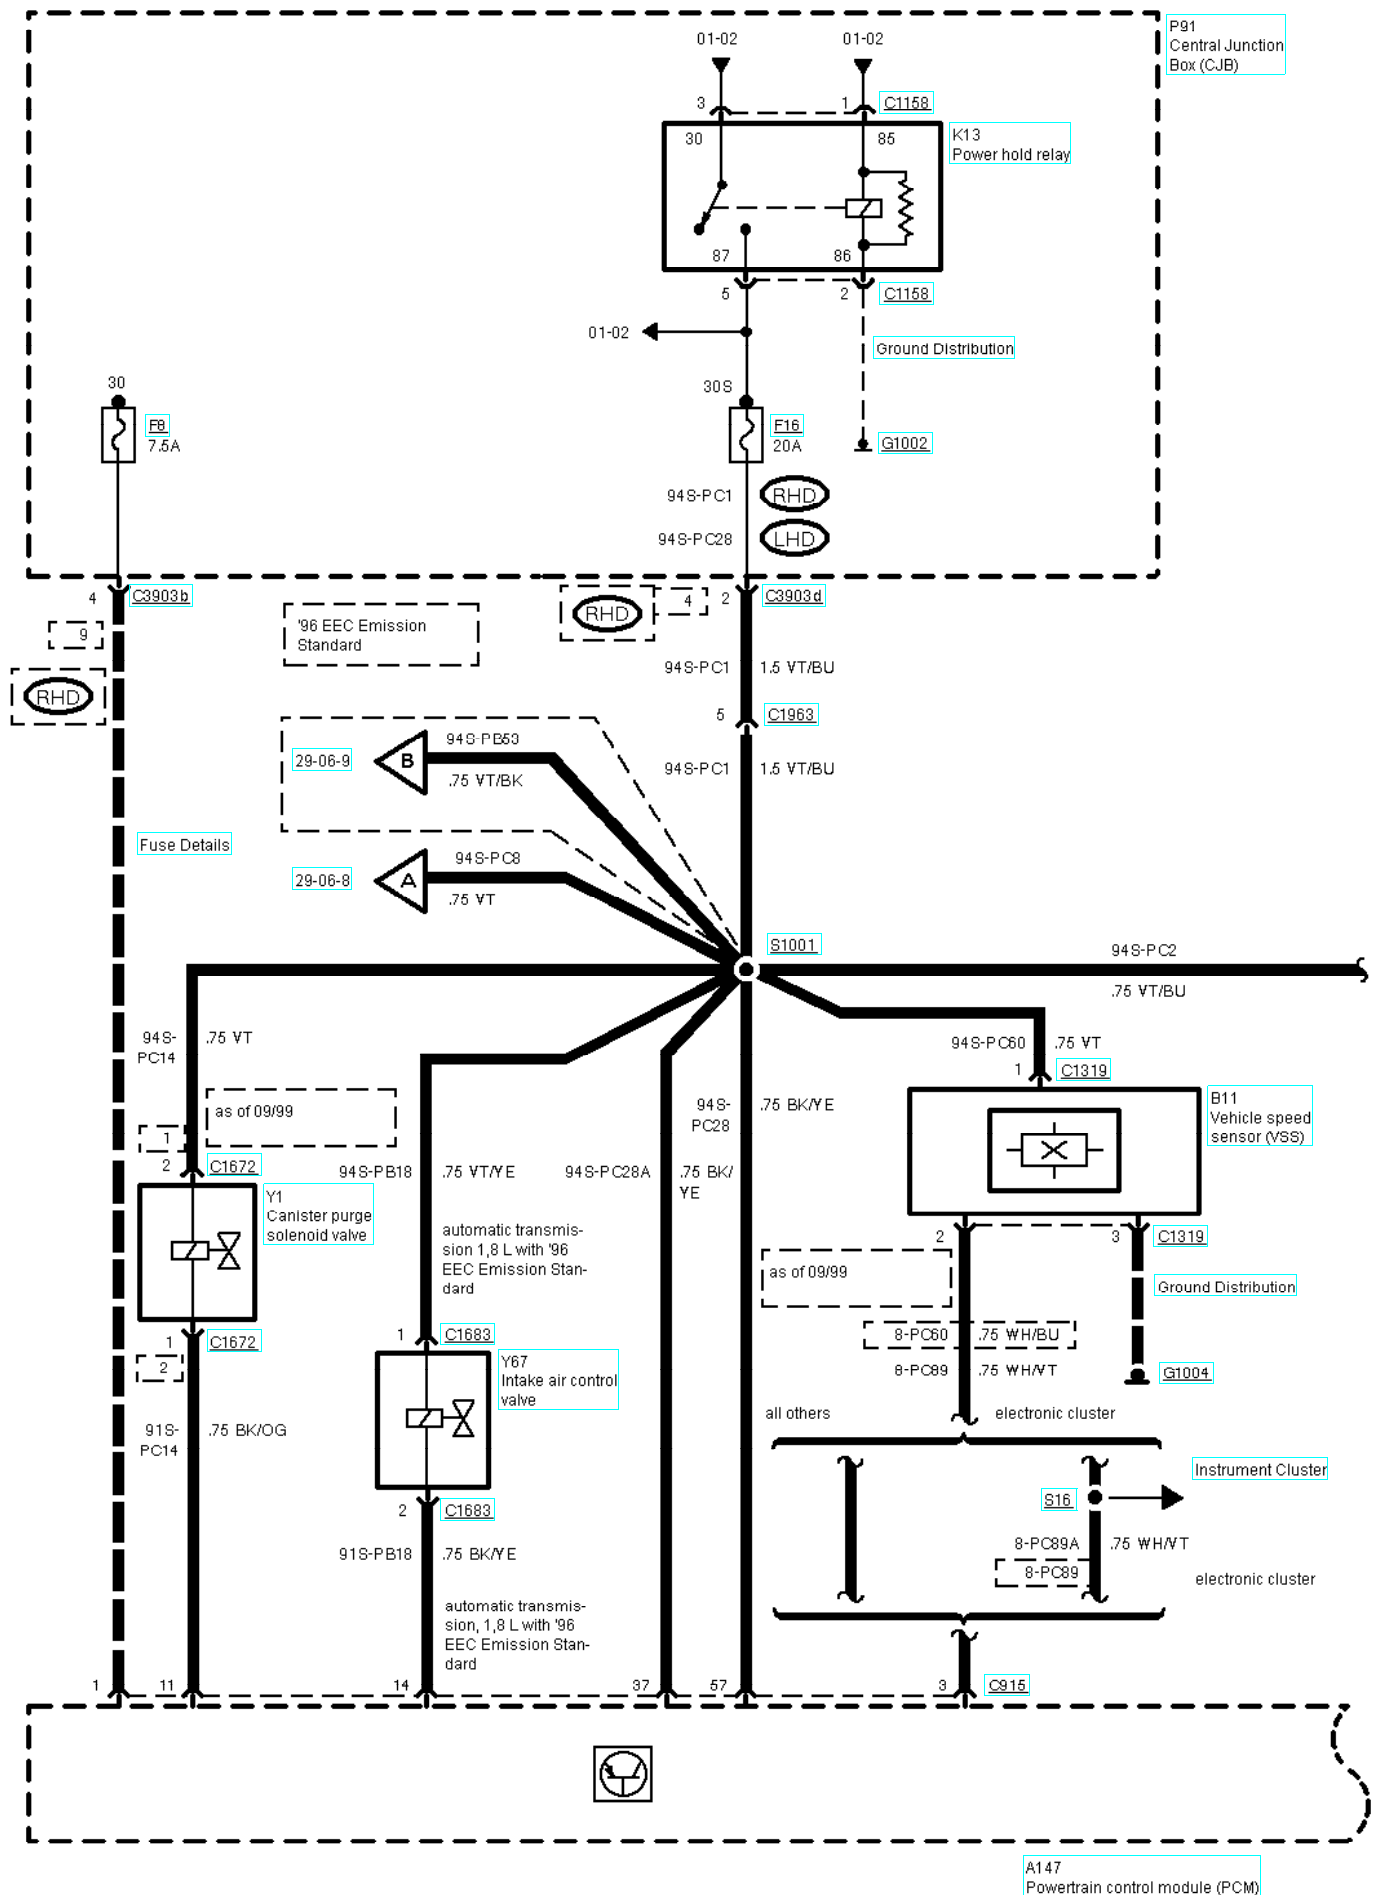 P91
Central Junction
Box (CJB)
01-02
01-02
3
1
C1158
30
85
K13
Power hold relay
87
86
5
2
C1158
01-02
Ground Distribution
30
30S
F8
7.5A
F16
20A
G1002
94S-PC1
RHD
94S-PC28
LHD
4
C3903b
9
RHD
'96 EEC Emission
Standard
RHD
4
2
C3903d
94S-PC1
1.5 VT/BU
5
C1963
94S-PB53
29-06-9
B
.75 VT/BK
94S-PC1
1.5 VT/BU
Fuse Details
94S-PC8
29-06-8
A
.75 VT
S1001
94S-PC2
.75 VT/BU
94S-
PC14
.75 VT
94S-PC60
.75 VT
1
C1319
as of 09/99
1
2
C1672
94S-
PC28
.75 BK/YE
B11
Vehicle speed
sensor (VSS)
94S-PB18
.75 VT/YE
94S-PC28A
.75 BK/
YE
Y1
Canister purge
solenoid valve
automatic transmis-
sion 1,8 L with '96
EEC Emission Stan-
dard
2
3
C1319
as of 09/99
Ground Distribution
1
C1672
2
1
C1683
8-PC60
.75 WH/BU
8-PC89
.75 WH/VT
G1004
Y67
Intake air control
valve
all others
electronic cluster
91S-
PC14
.75 BK/OG
Instrument Cluster
S16
2
C1683
8-PC89A
.75 WH/VT
8-PC89
electronic cluster
91S-PB18
.75 BK/YE
automatic transmis-
sion, 1,8 L with '96
EEC Emission Stan-
dard
1
11
14
37
57
3
C915
A147
Powertrain control module (PCM)